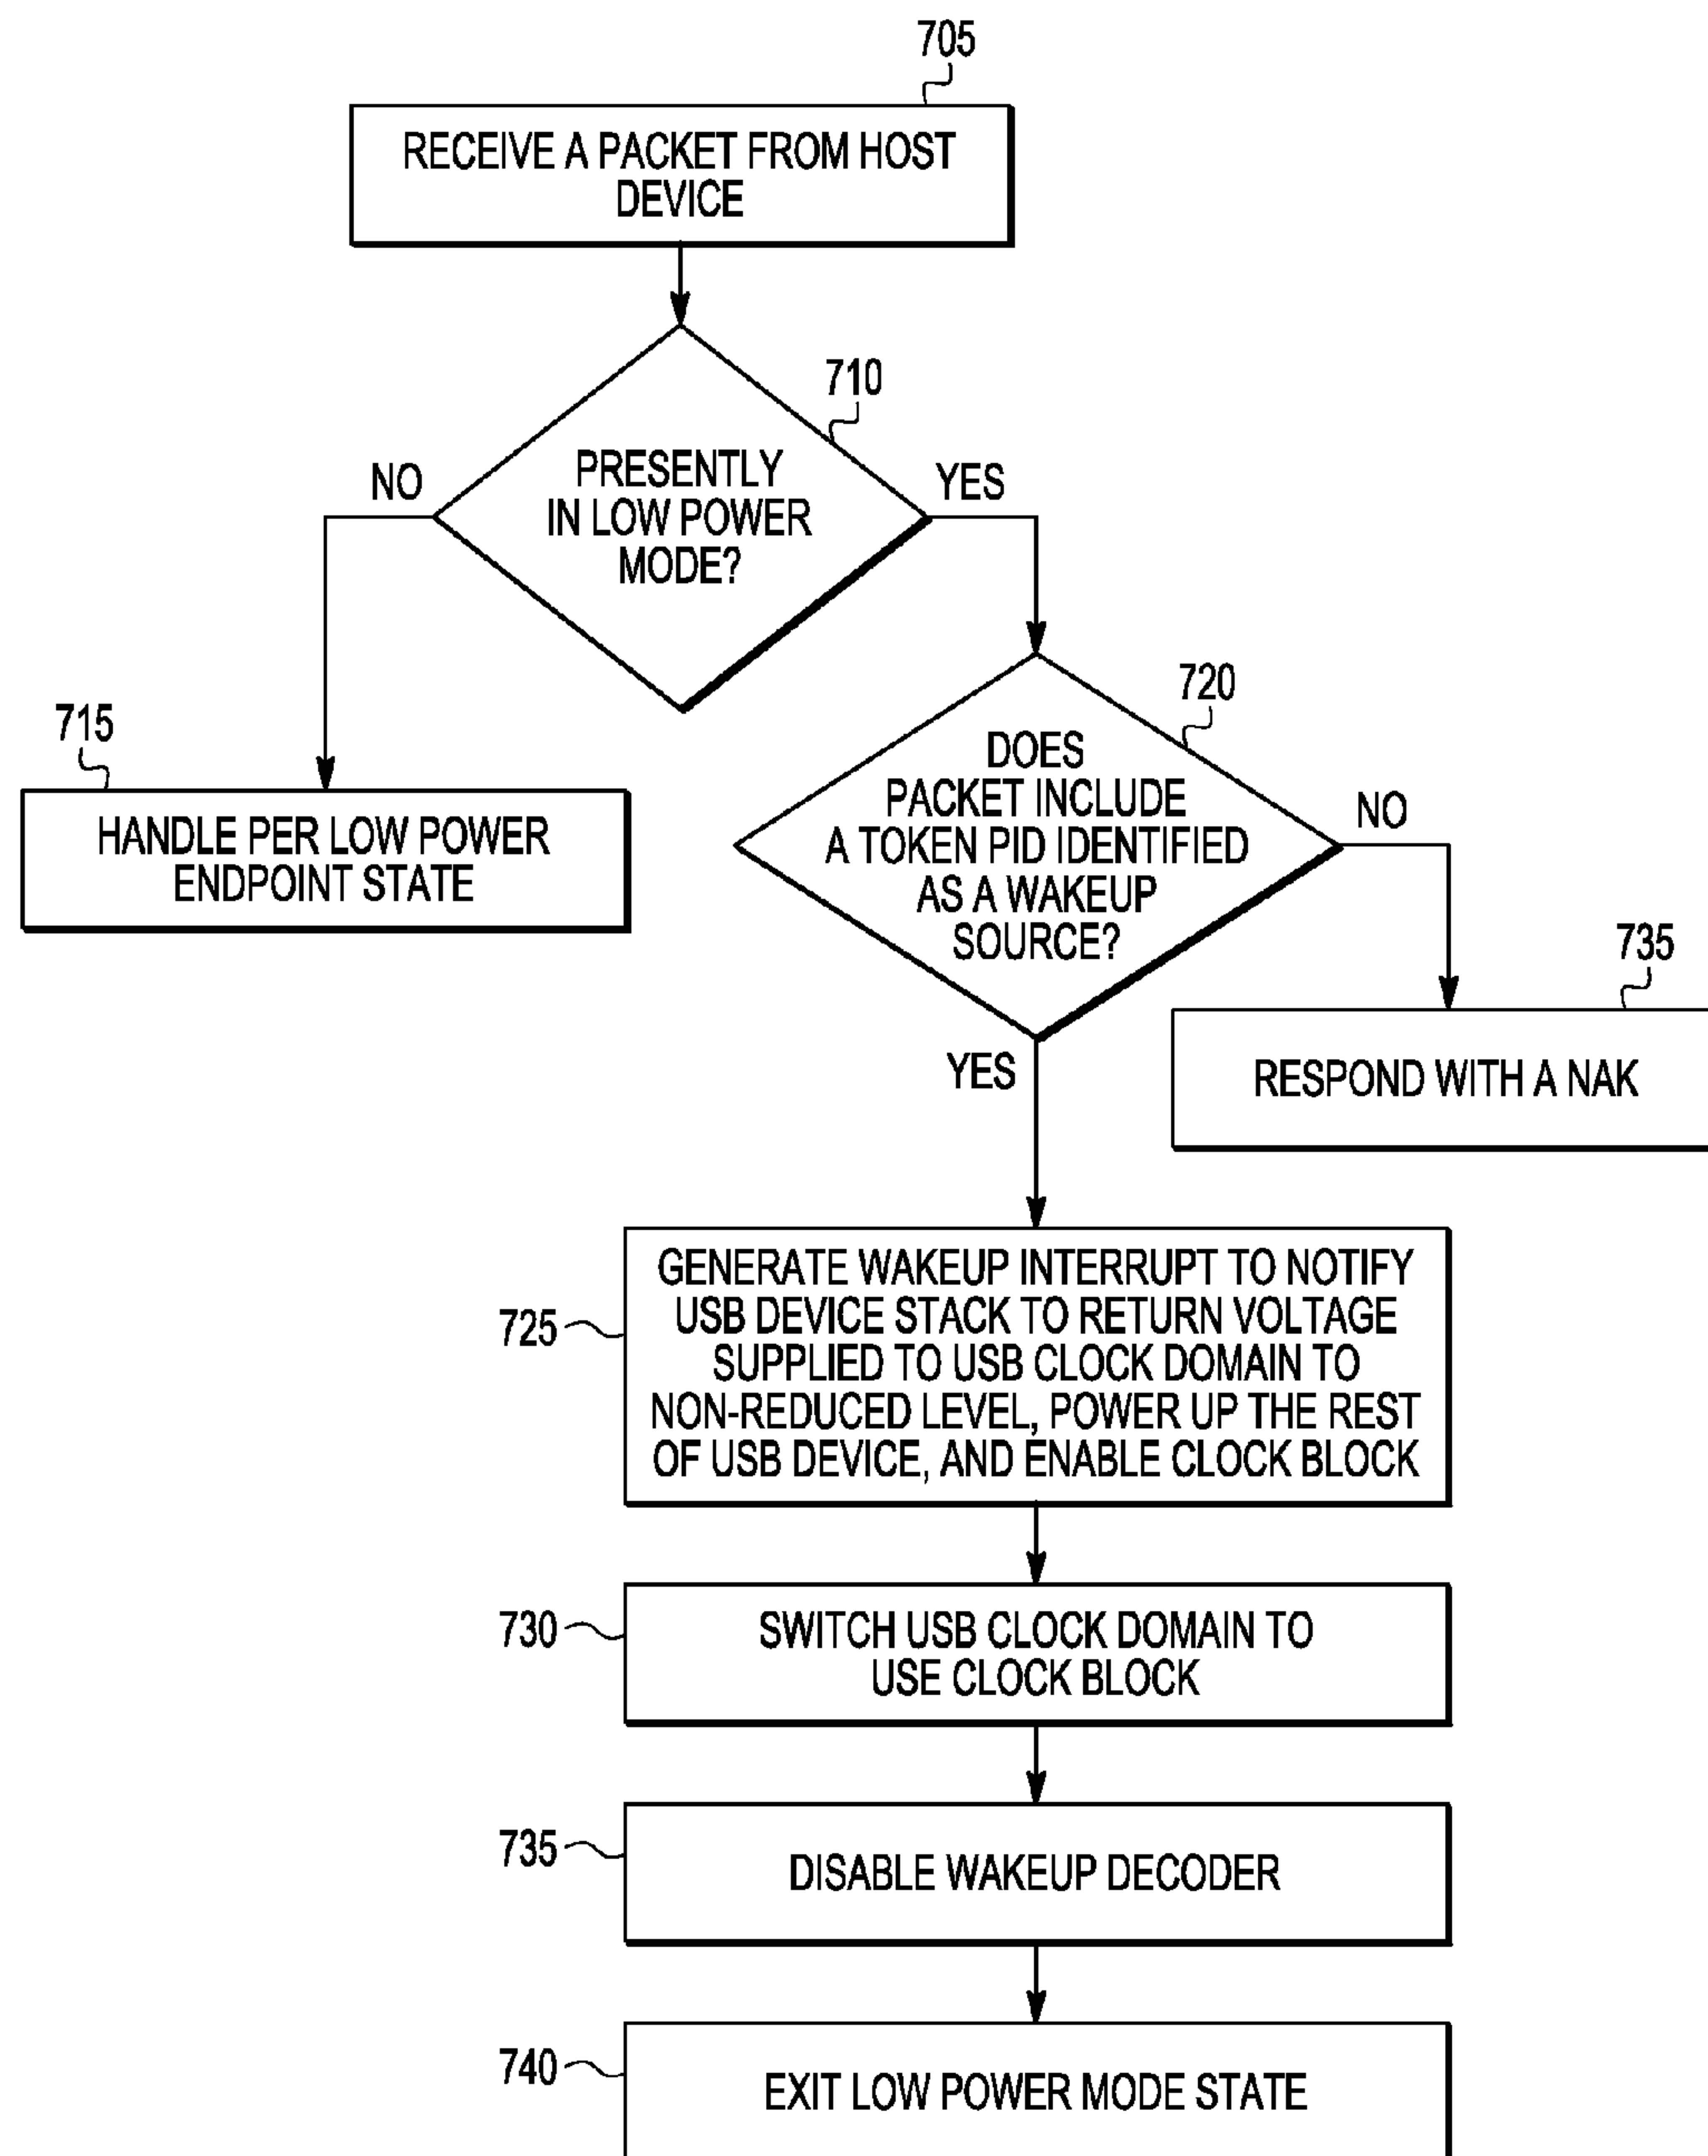 705
RECEIVE A PACKET FROM HOST
DEVICE
710
PRESENTLY
IN LOW POWER
MODE?
NO
YES
715
HANDLE PER LOW POWER
ENDPOINT STATE
720
DOES
PACKET INCLUDE
A TOKEN PID IDENTIFIED
AS A WAKEUP
SOURCE?
NO
735
RESPOND WITH A NAK
YES
725
GENERATE WAKEUP INTERRUPT TO NOTIFY
USB DEVICE STACK TO RETURN VOLTAGE
SUPPLIED TO USB CLOCK DOMAIN TO
NON-REDUCED LEVEL, POWER UP THE REST
OF USB DEVICE, AND ENABLE CLOCK BLOCK
730
SWITCH USB CLOCK DOMAIN TO
USE CLOCK BLOCK
735
DISABLE WAKEUP DECODER
740
EXIT LOW POWER MODE STATE